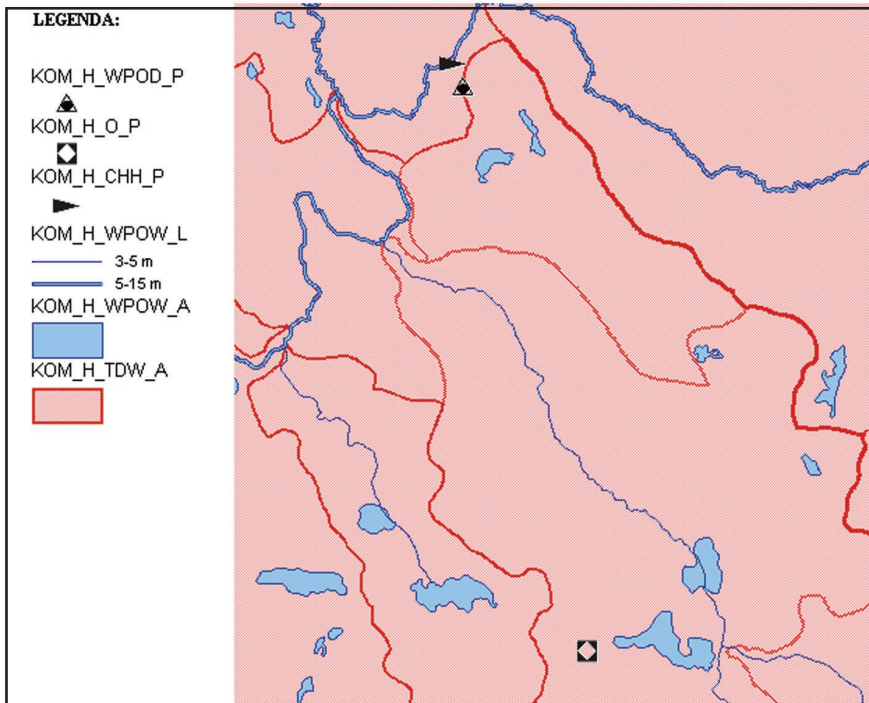 LEGENDA:
KOM_H_WPOD_P
KOM_H_O_P
KOM_H_CHH_P
KOM_H_WPOW_L
3-5 m
5-15 m
KOM_H_WPOW_A
KOM_H_TDW_A